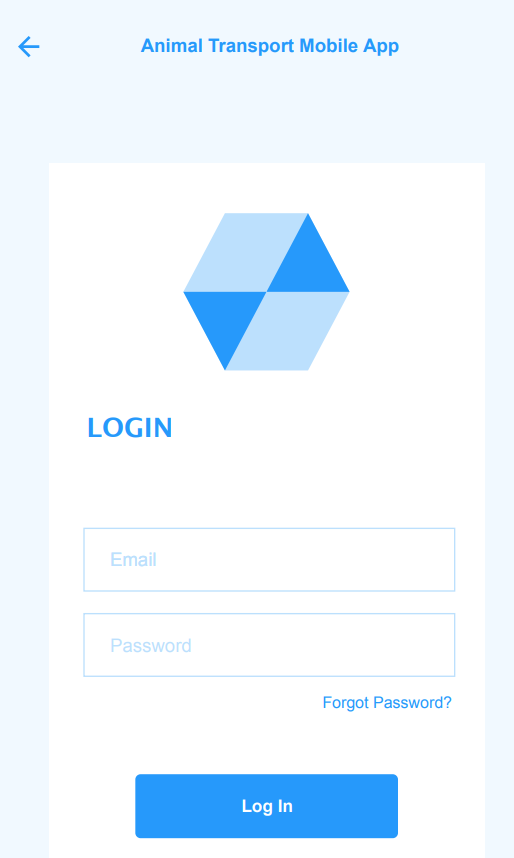 Animal Transport Mobile App
LOGIN
Email
Password
Forgot Password?
Log In